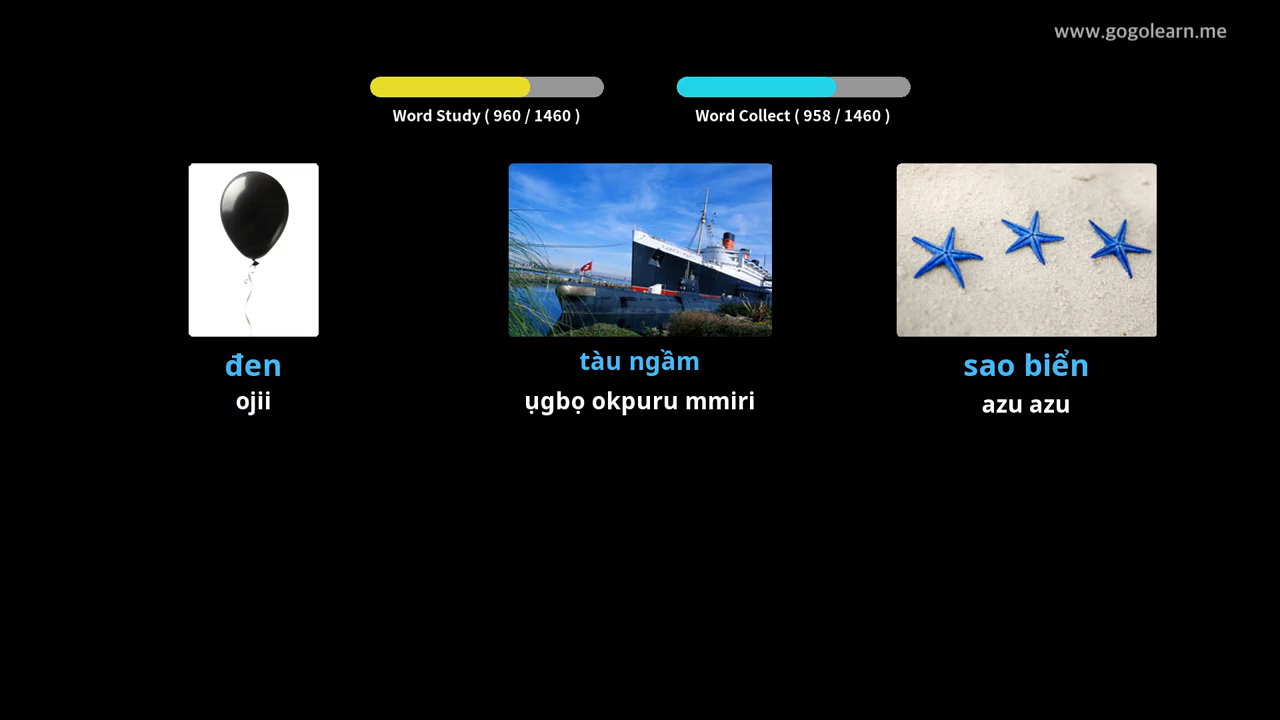 www.gogolearn.me
Word Study ( 960 / 1460 )
Word Collect ( 958 / 1460 )
đen
tàu ngầm
sao biển
ojii
ụgbọ okpuru mmiri
azu azu